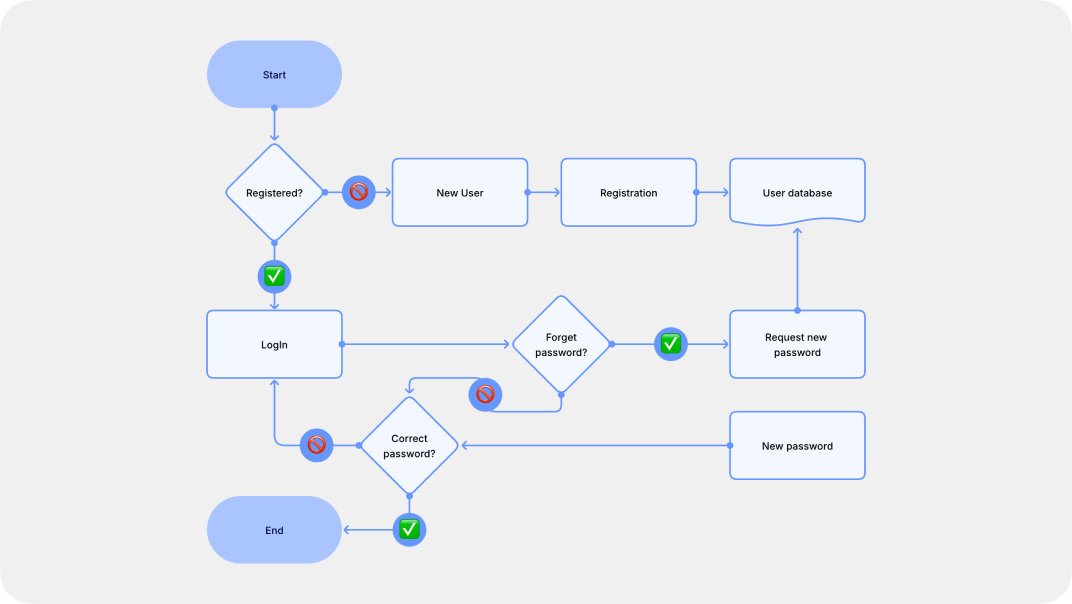 Start
Registered?
New User
Registration
User database
LogIn
Forget
password?
Request new
password
Correct
password?
New password
End